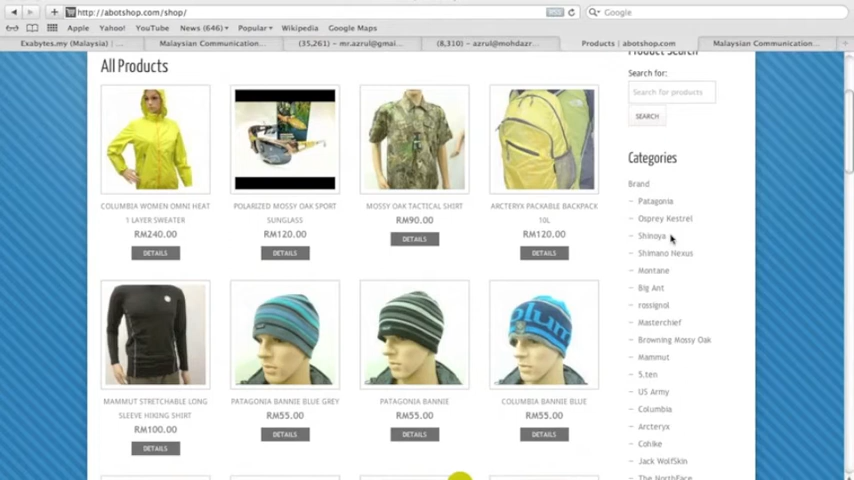 http://abotshop.com/shop/
RSS
Google
Apple
Yahoo!
YouTube
News (646)
Popular
Wikipedia
Google Maps
Exabytes.my (Malaysia) | ...
Malaysian Communication...
(35,261) – mr.azrul@gmai...
(8,310) – azrul@mohdazr...
Products | abotshop.com
Malaysian Communication...
All Products
Product Search
Search for:
Search for products
SEARCH
COLUMBIA WOMEN OMNI HEAT
1 LAYER SWEATER
RM240.00
DETAILS
POLARIZED MOSSY OAK SPORT
SUNGLASS
RM120.00
DETAILS
MOSSY OAK TACTICAL SHIRT
RM90.00
DETAILS
ARCTERYX PACKABLE BACKPACK
10L
RM120.00
DETAILS
MAMMUT STRETCHABLE LONG
SLEEVE HIKING SHIRT
RM100.00
DETAILS
PATAGONIA BANNIE BLUE GREY
RM55.00
DETAILS
PATAGONIA BANNIE
RM55.00
DETAILS
COLUMBIA BANNIE BLUE
RM55.00
DETAILS
Categories
Brand
– Patagonia
– Osprey Kestrel
– Shinoya
– Shimano Nexus
– Montane
– Big Ant
– rossignol
– Masterchief
– Browning Mossy Oak
– Mammut
– 5.ten
– US Army
– Columbia
– Arcteryx
– Cohike
– Jack WolfSkin
– The NorthFace